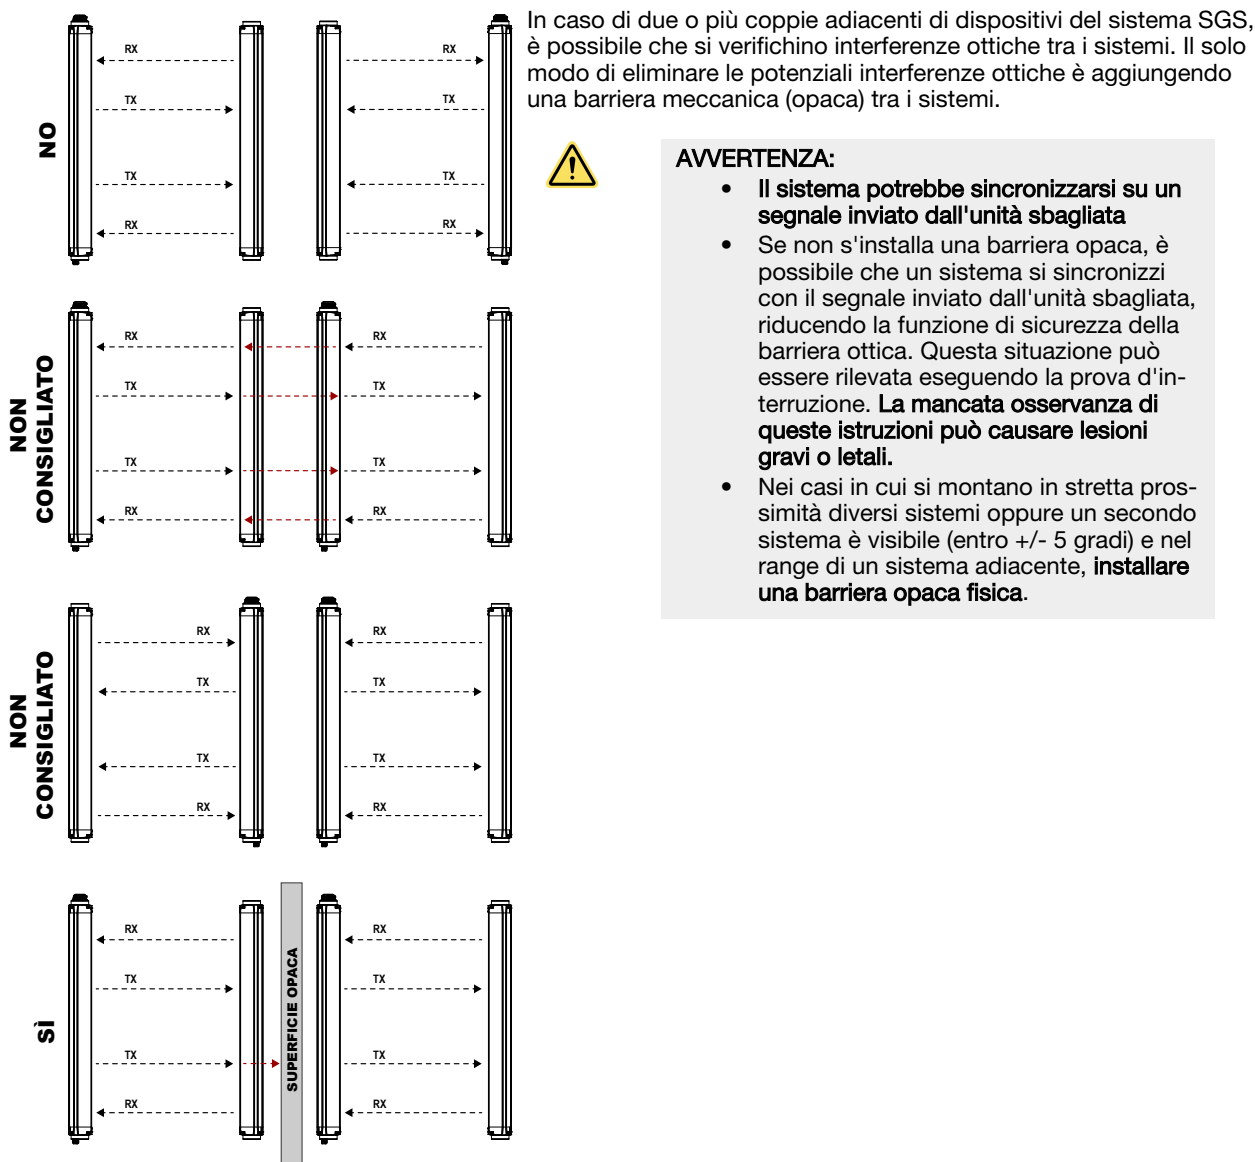 In caso di due o più coppie adiacenti di dispositivi del sistema SGS,
è possibile che si verifichino interferenze ottiche tra i sistemi. Il solo
modo di eliminare le potenziali interferenze ottiche è aggiungendo
una barriera meccanica (opaca) tra i sistemi.
AVVERTENZA:
• Il sistema potrebbe sincronizzarsi su un
segnale inviato dall'unità sbagliata
• Se non s'installa una barriera opaca, è
possibile che un sistema si sincronizzi
con il segnale inviato dall'unità sbagliata,
riducendo la funzione di sicurezza della
barriera ottica. Questa situazione può
essere rilevata eseguendo la prova d'in-
terruzione. La mancata osservanza di
queste istruzioni può causare lesioni
gravi o letali.
• Nei casi in cui si montano in stretta pros-
simità diversi sistemi oppure un secondo
sistema è visibile (entro +/- 5 gradi) e nel
range di un sistema adiacente, installare
una barriera opaca fisica.
NO
RX RX
TX TX
TX TX
RX RX
NON
CONSIGLIATO
RX RX
TX TX
TX TX
RX RX
NON
CONSIGLIATO
RX RX
TX TX
TX TX
RX RX
SÌ
RX RX
TX TX
TX TX
RX RX
SUPERFICIE OPACA